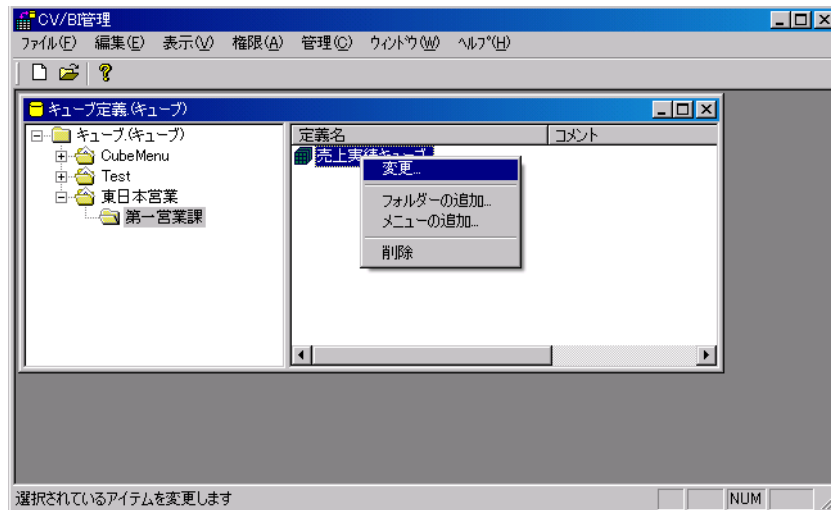 CV/BI管理
ファイル(F) 編集(E) 表示(V) 権限(A) 管理(C) ウィンドウ(W) ヘルプ(H)
キューブ定義.(キューブ)
キューブ.(キューブ)
CubeMenu
Test
東日本営業
第一営業課
定義名 コメント
売上実績キューブ
変更...
フォルダーの追加...
メニューの追加...
削除
選択されているアイテムを変更します NUM